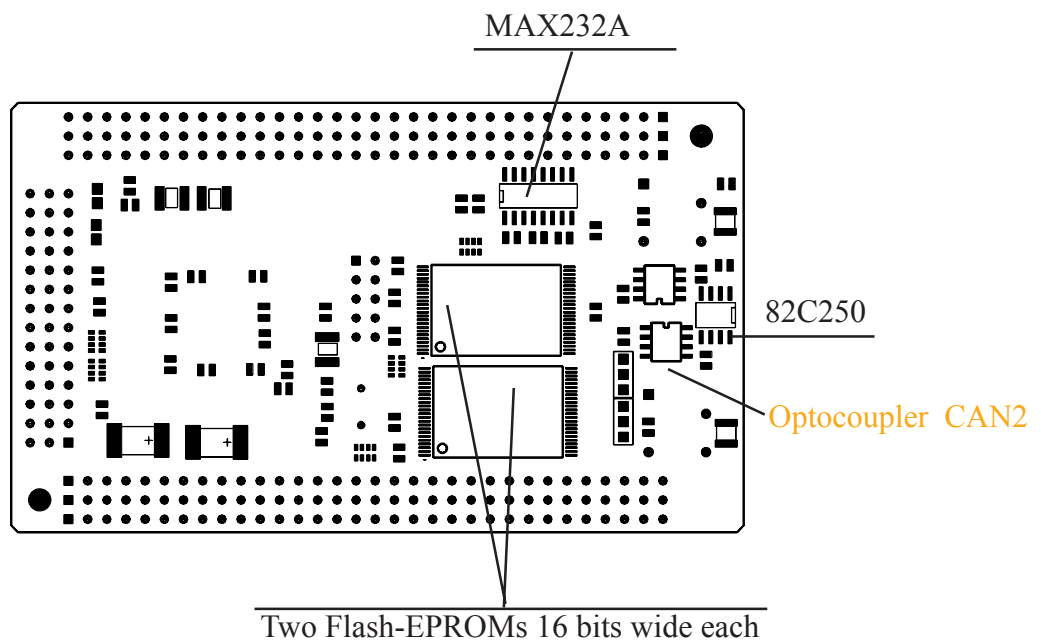 MAX232A
82C250
Optocoupler CAN2
Two Flash-EPROMs 16 bits wide each